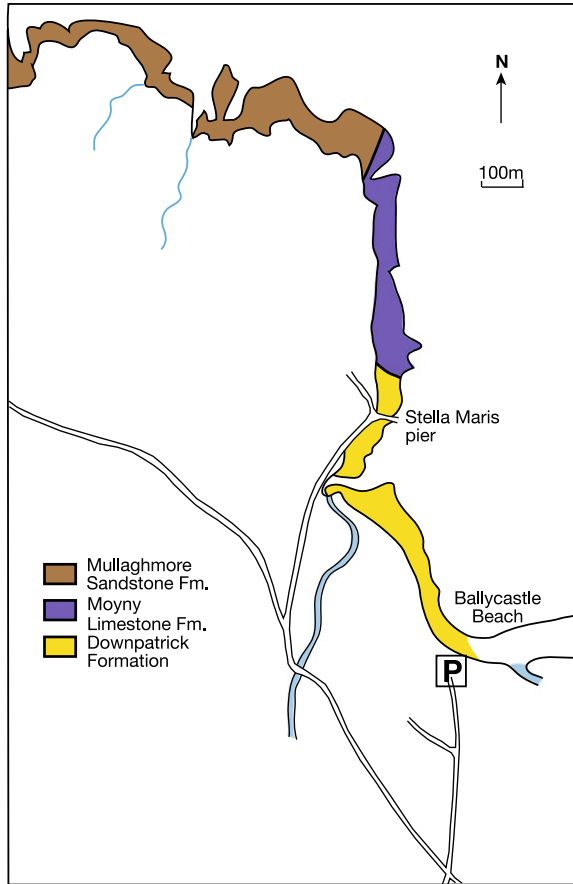 N
100m
Stella Maris
pier
Mullaghmore
Sandstone Fm.
Moyny
Limestone Fm.
Downpatrick
Formation
Ballycastle
Beach
P